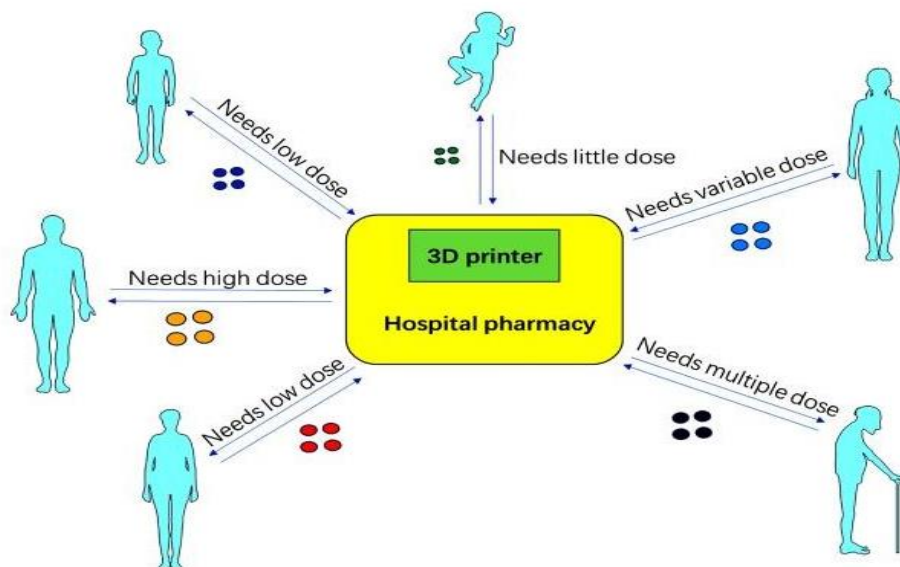 Needs low dose
Needs little dose
Needs variable dose
3D printer
Needs high dose
Hospital pharmacy
Needs low dose
Needs multiple dose